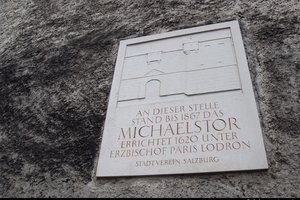 AN DIESER STELLE
STAND BIS 1867 DAS
MICHAELSTOR
ERRICHTET 1620 UNTER
ERZBISCHOF PARIS LODRON
STADTVEREIN SALZBURG